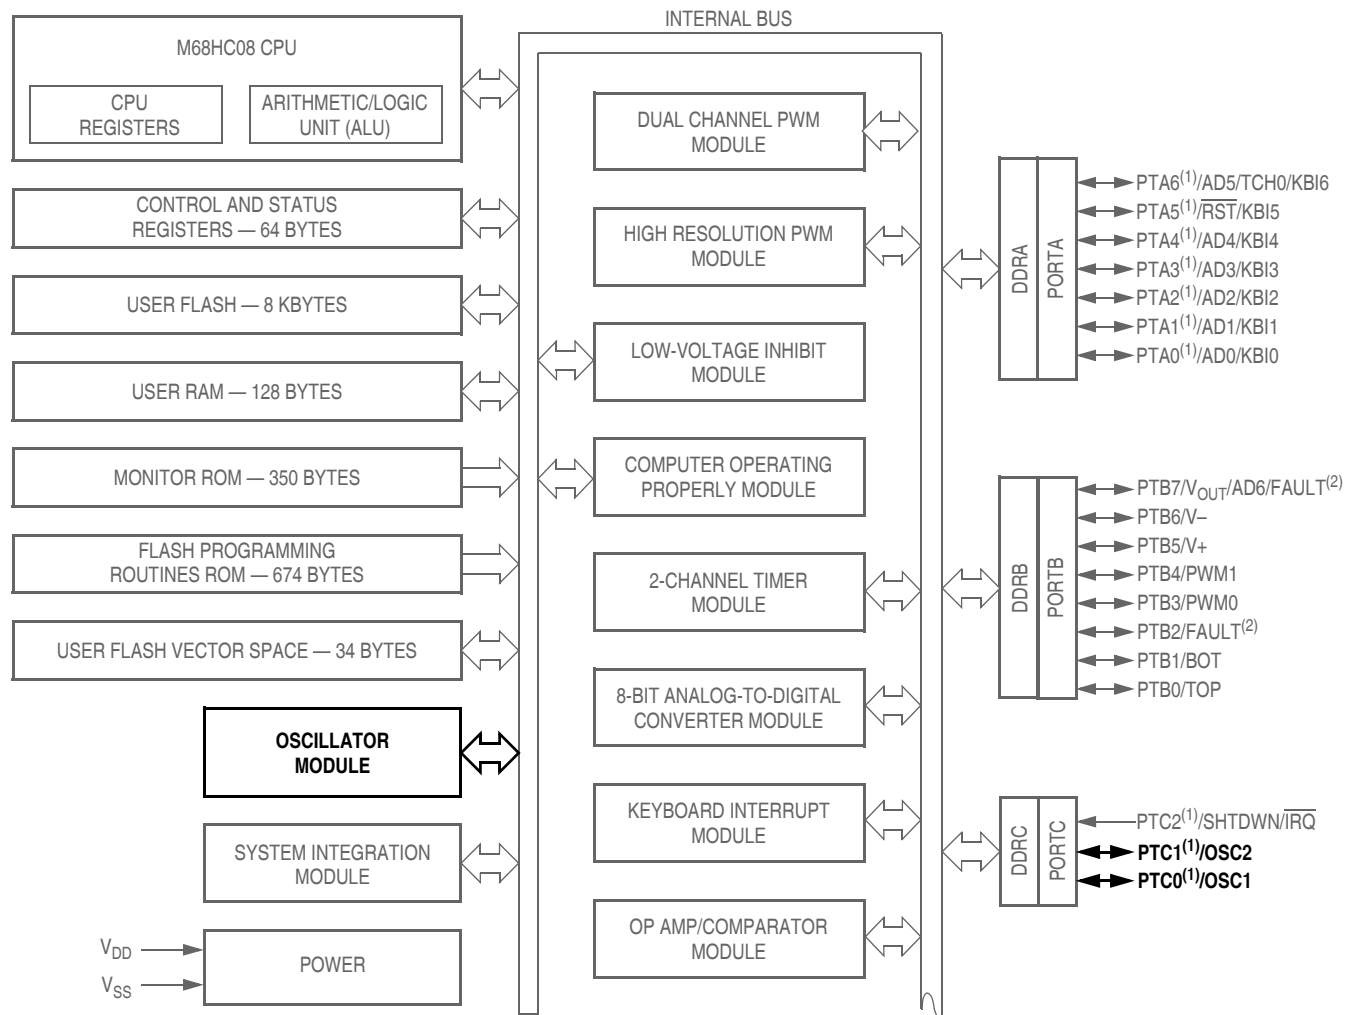 INTERNAL BUS
M68HC08 CPU
CPU
REGISTERS
ARITHMETIC/LOGIC
UNIT (ALU)
CONTROL AND STATUS
REGISTERS — 64 BYTES
USER FLASH — 8 KBYTES
USER RAM — 128 BYTES
MONITOR ROM — 350 BYTES
FLASH PROGRAMMING
ROUTINES ROM — 674 BYTES
USER FLASH VECTOR SPACE — 34 BYTES
OSCILLATOR
MODULE
SYSTEM INTEGRATION
MODULE
VDD
VSS
POWER
DUAL CHANNEL PWM
MODULE
HIGH RESOLUTION PWM
MODULE
LOW-VOLTAGE INHIBIT
MODULE
COMPUTER OPERATING
PROPERLY MODULE
2-CHANNEL TIMER
MODULE
8-BIT ANALOG-TO-DIGITAL
CONVERTER MODULE
KEYBOARD INTERRUPT
MODULE
OP AMP/COMPARATOR
MODULE
DDRA
PORTA
PTA6(1)/AD5/TCH0/KBI6
PTA5(1)/RST/KBI5
PTA4(1)/AD4/KBI4
PTA3(1)/AD3/KBI3
PTA2(1)/AD2/KBI2
PTA1(1)/AD1/KBI1
PTA0(1)/AD0/KBI0
DDRB
PORTB
PTB7/VOUT/AD6/FAULT(2)
PTB6/V–
PTB5/V+
PTB4/PWM1
PTB3/PWM0
PTB2/FAULT(2)
PTB1/BOT
PTB0/TOP
DDRC
PORTC
PTC2(1)/SHTDWN/IRQ
PTC1(1)/OSC2
PTC0(1)/OSC1